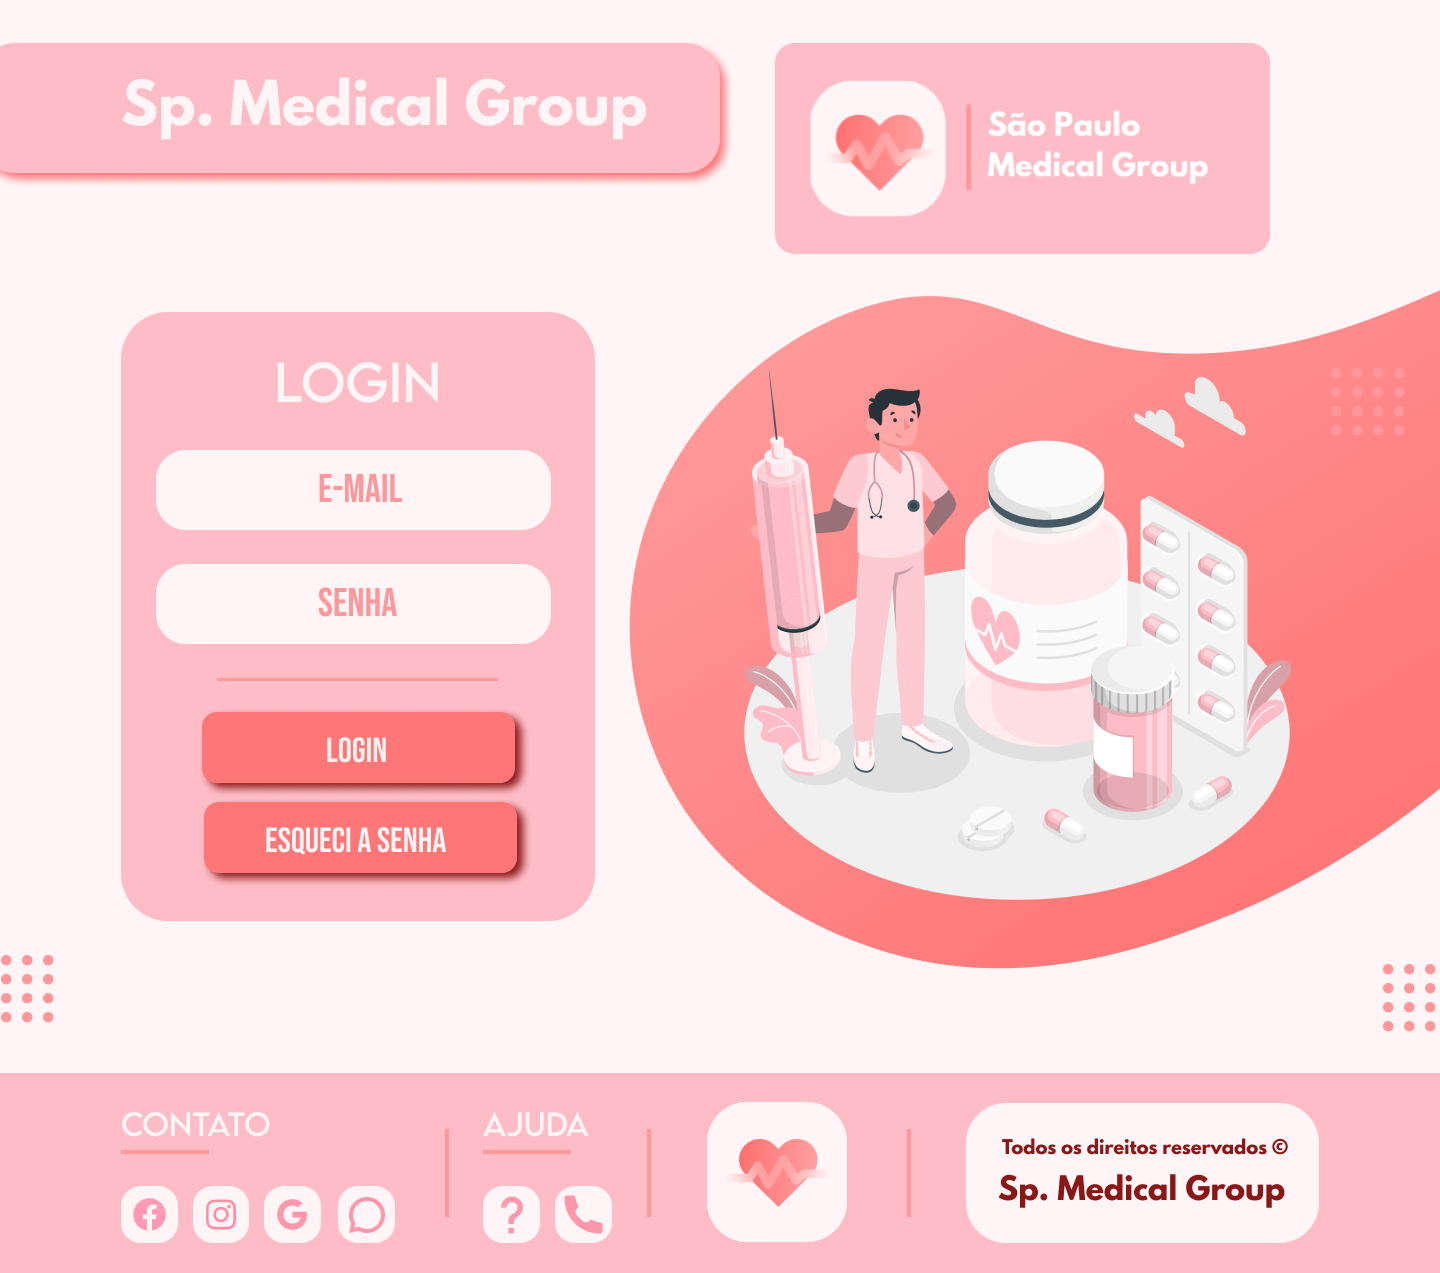 Sp. Medical Group
São Paulo
Medical Group
LOGIN
E-MAIL
SENHA
LOGIN
ESQUECI A SENHA
CONTATO
AJUDA
Todos os direitos reservados ©
Sp. Medical Group